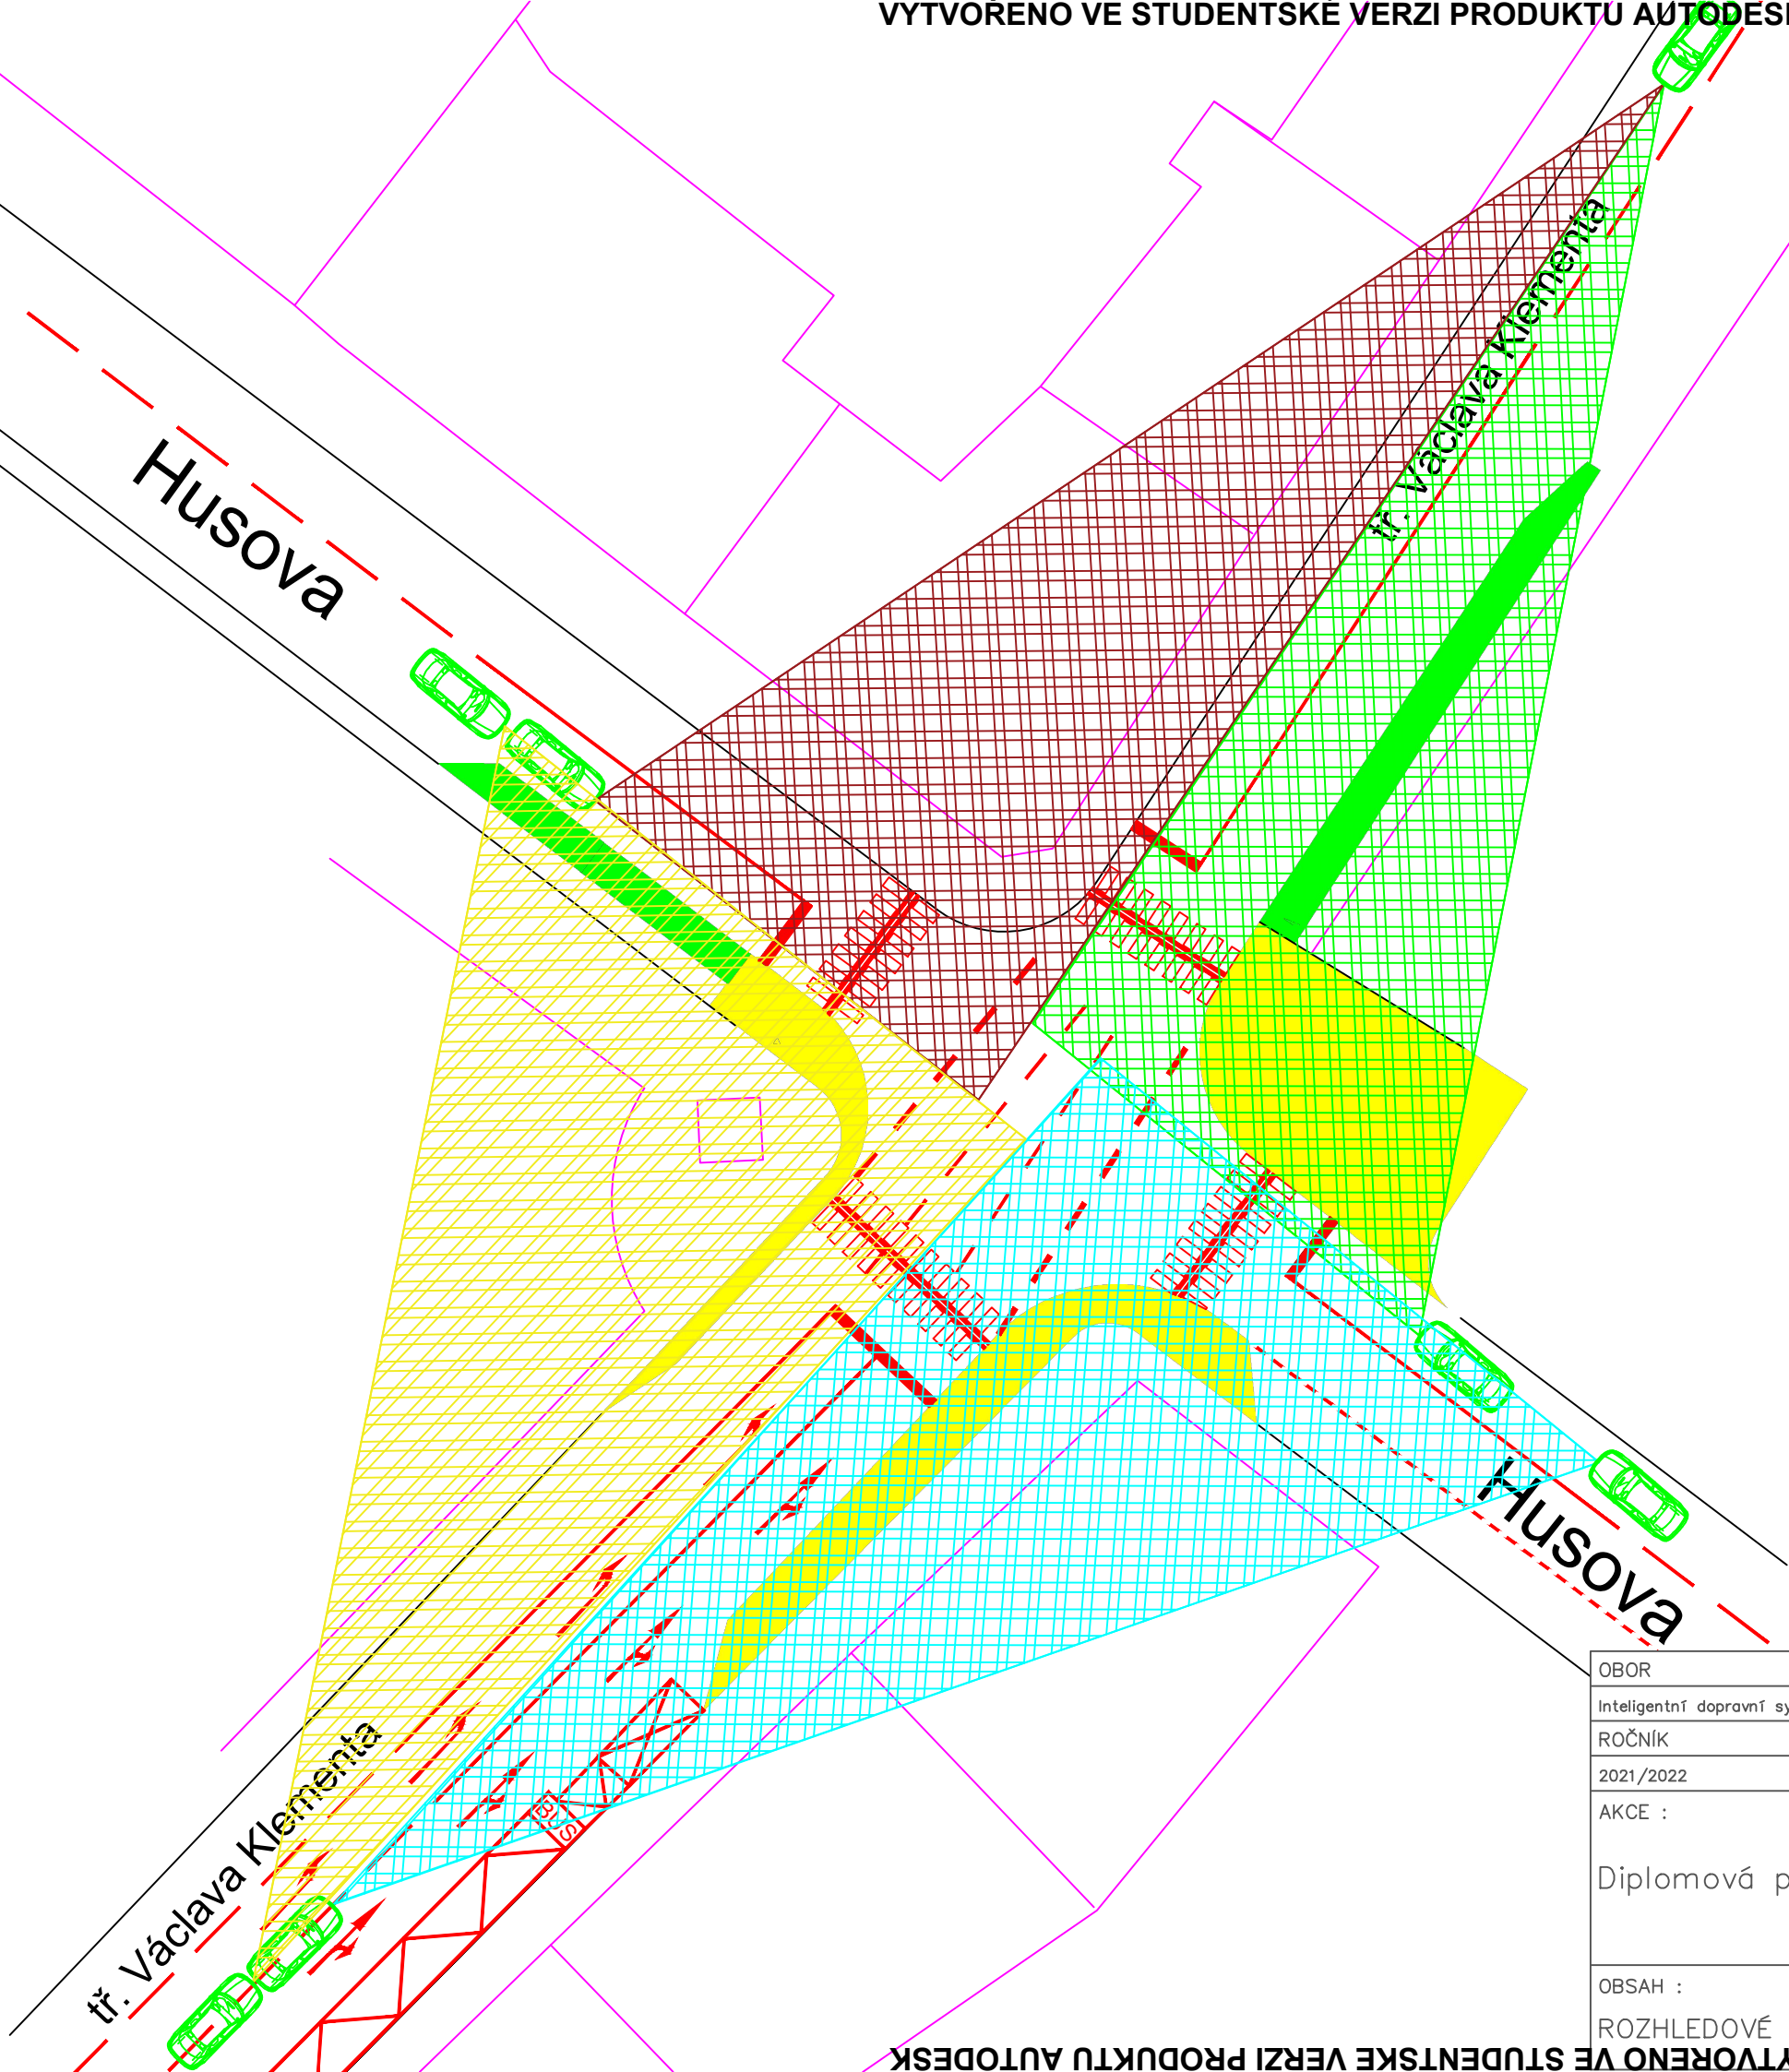 VYTVOŘENO VE STUDENTSKÉ VERZI PRODUKTU AUTODESK
tř. Václava Klementa
Husova
Husova
tř. Václava Klementa
BUS
OBOR
Inteligentní dopravní sy
ROČNÍK
2021/2022
AKCE :
Diplomová p
OBSAH :
ROZHLEDOVÉ
VYTVOŘENO VE STUDENTSKÉ VERZI PRODUKTU AUTODESK